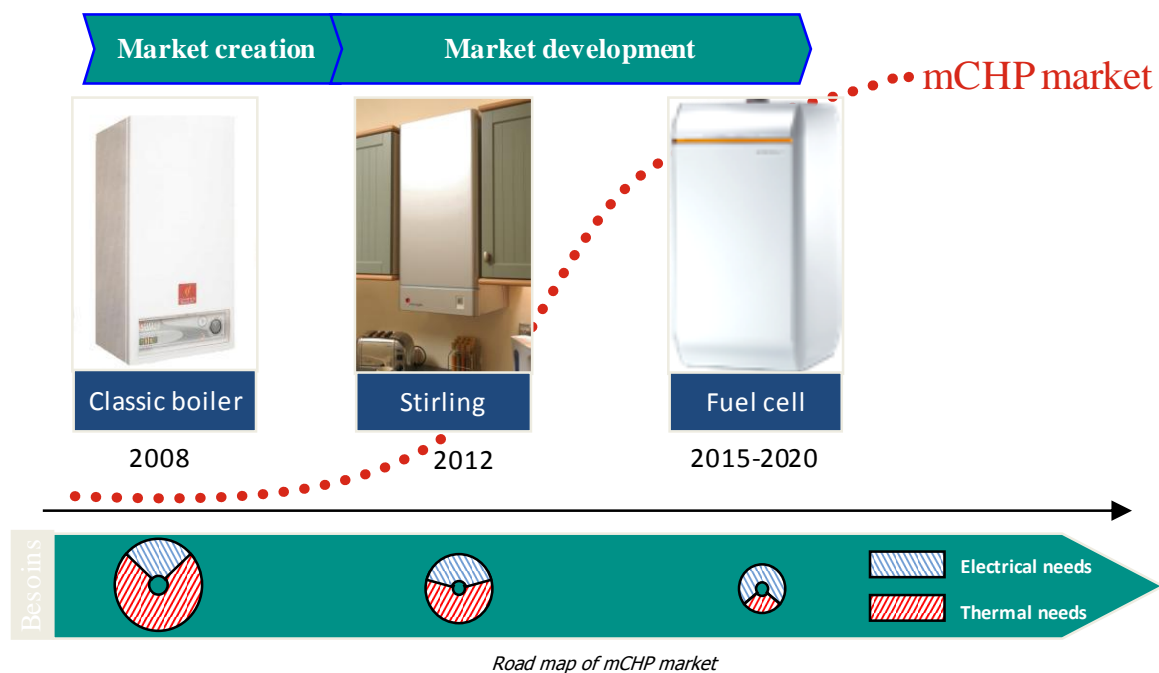 Market creation
Market development
mCHP market
Classic boiler
Stirling
Fuel cell
2008
2012
2015-2020
Besoins
Electrical needs
Thermal needs
Road map of mCHP market